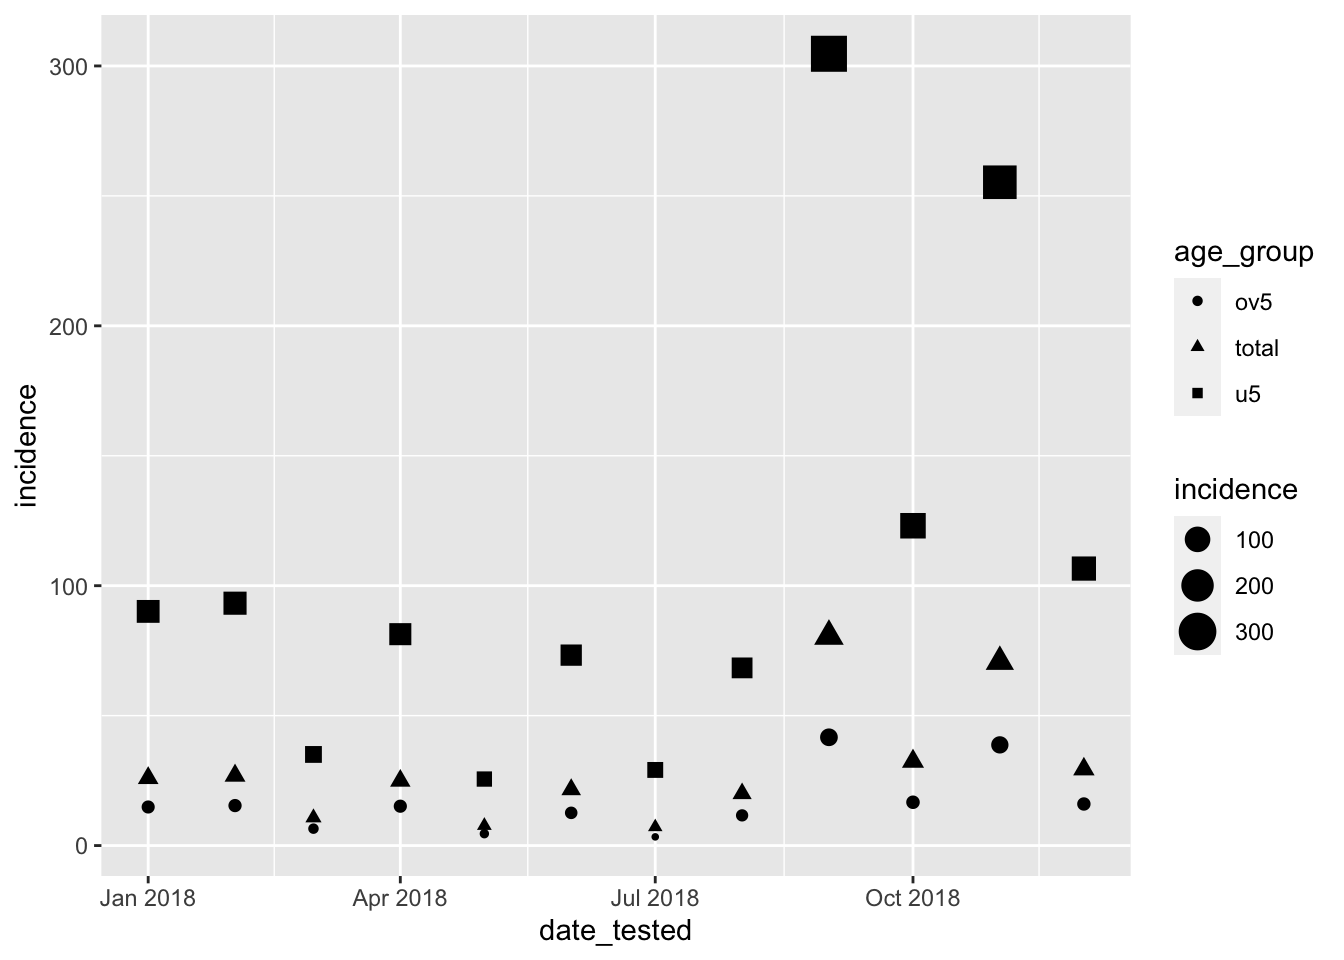 300
200
100
0
incidence
Jan 2018
Apr 2018
Jul 2018
Oct 2018
date_tested
age_group
ov5
total
u5
incidence
100
200
300